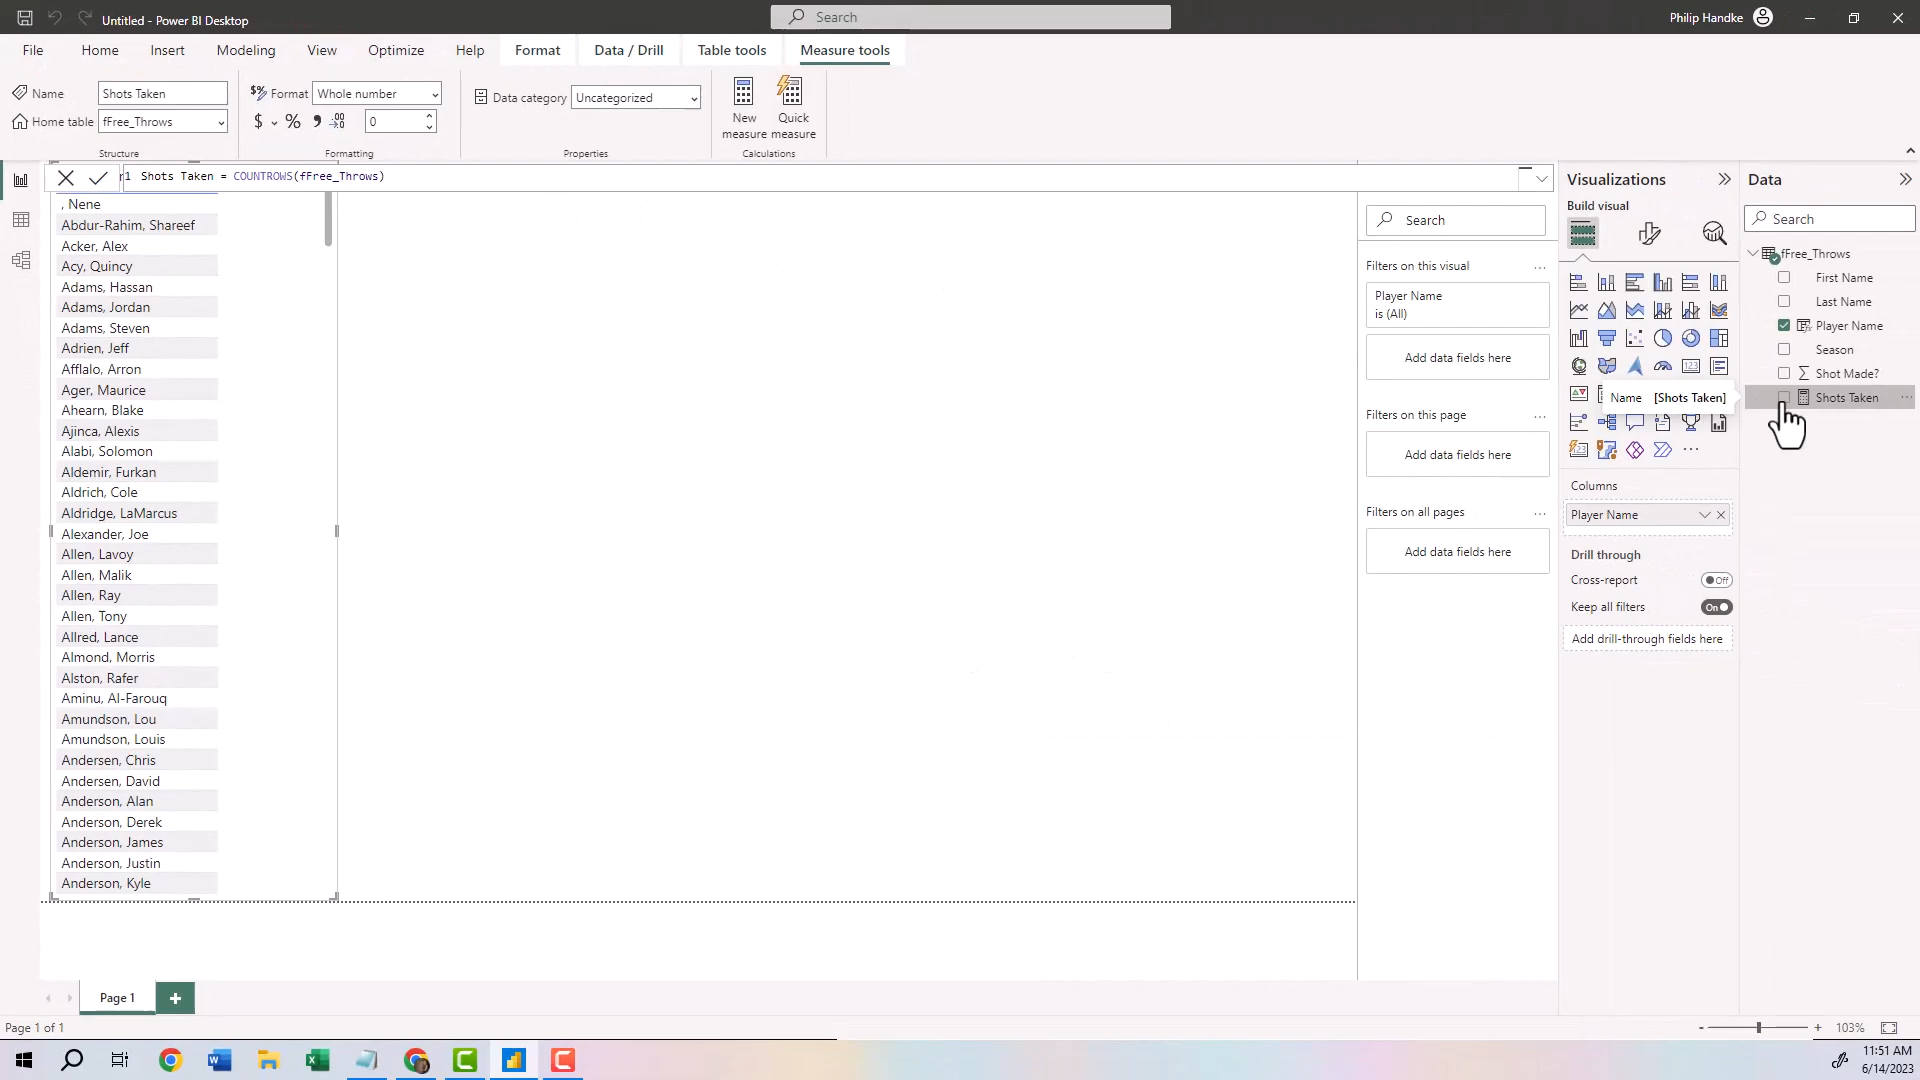 Untitled - Power BI Desktop
Search
Philip Handke
File
Home
Insert
Modeling
View
Optimize
Help
Format
Data / Drill
Table tools
Measure tools
Name
Shots Taken
Home table
fFree_Throws
Structure
Format
Whole number
$
%
0
Formatting
Data category
Uncategorized
Properties
New measure
Quick measure
Calculations
1 Shots Taken = COUNTROWS(fFree_Throws)
, Nene
Abdur-Rahim, Shareef
Acker, Alex
Acy, Quincy
Adams, Hassan
Adams, Jordan
Adams, Steven
Adrien, Jeff
Afflalo, Arron
Ager, Maurice
Ahearn, Blake
Ajinca, Alexis
Alabi, Solomon
Aldemir, Furkan
Aldrich, Cole
Aldridge, LaMarcus
Alexander, Joe
Allen, Lavoy
Allen, Malik
Allen, Ray
Allen, Tony
Allred, Lance
Almond, Morris
Alston, Rafer
Aminu, Al-Farouq
Amundson, Lou
Amundson, Louis
Andersen, Chris
Andersen, David
Anderson, Alan
Anderson, Derek
Anderson, James
Anderson, Justin
Anderson, Kyle
Search
Filters on this visual
Player Name
is (All)
Add data fields here
Filters on this page
Add data fields here
Filters on all pages
Add data fields here
Visualizations
Build visual
Name [Shots Taken]
Columns
Player Name
Drill through
Cross-report
Off
Keep all filters
On
Add drill-through fields here
Data
Search
fFree_Throws
First Name
Last Name
Player Name
Season
Shot Made?
Shots Taken
Page 1
Page 1 of 1
103%
11:51 AM
6/14/2023